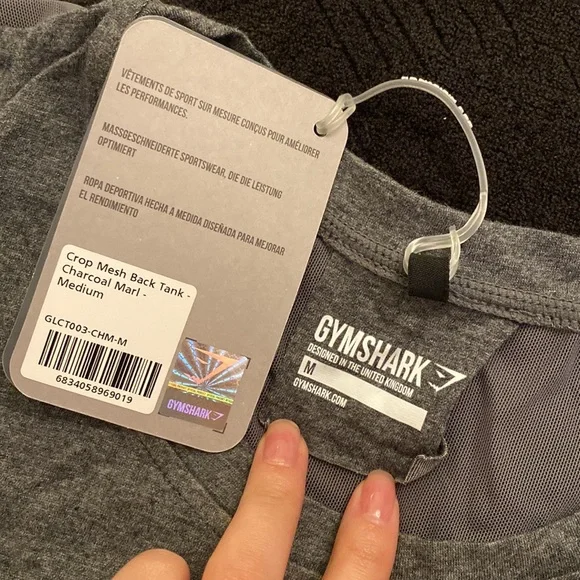 VÊTEMENTS DE SPORT SUR MESURE CONÇUS POUR AMÉLIORER
LES PERFORMANCES.
MASSGESCHNEIDERTE SPORTSWEAR, DIE DIE LEISTUNG
OPTIMIERT
ROPA DEPORTIVA HECHA A MEDIDA DISEÑADA PARA MEJORAR
EL RENDIMIENTO
Crop Mesh Back Tank -
Charcoal Marl -
Medium
GLCT003-CHM-M
6834058969019
GYMSHARK
GYMSHARK
DESIGNED IN THE UNITED KINGDOM
M
GYMSHARK.COM